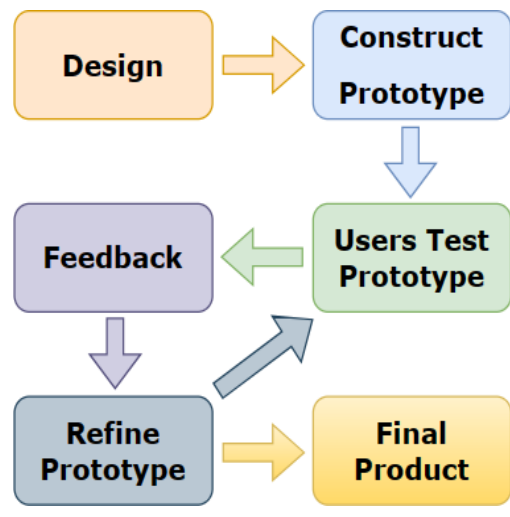 Design
Construct
Prototype
Feedback
Users Test
Prototype
Refine
Prototype
Final
Product